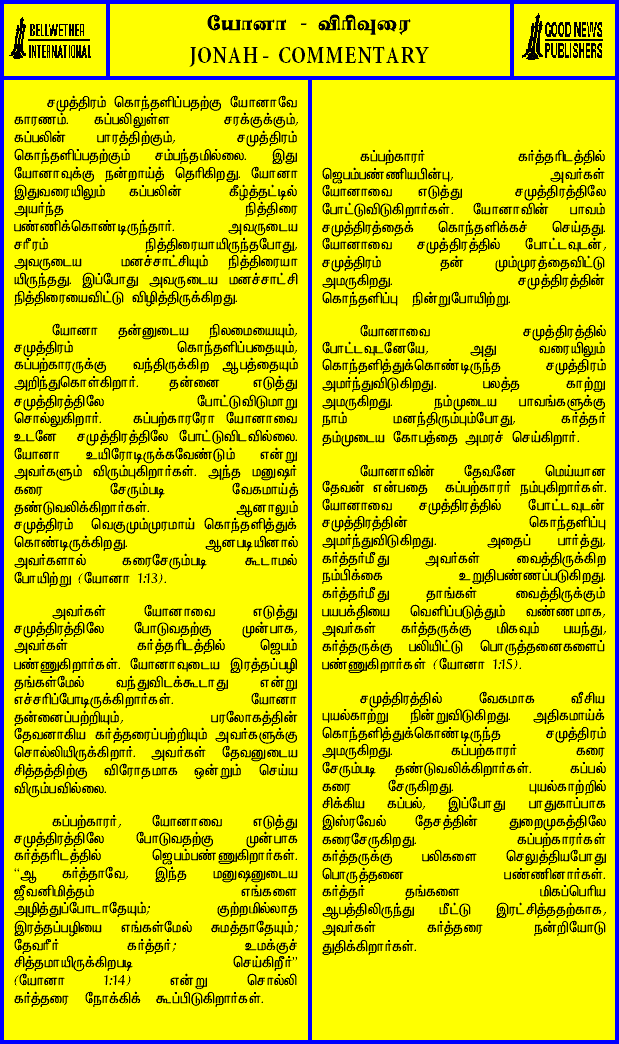 BELLWETHER
INTERNATIONAL
யோனா - விரிவுரை
JONAH - COMMENTARY
GOOD NEWS
PUBLISHERS
சமுத்திரம் கொந்தளிப்பதற்கு யோனாவே
காரணம். கப்பலிலுள்ள சரக்குக்கும்,
கப்பலின் பாரத்திற்கும், சமுத்திரம்
கொந்தளிப்பதற்கும் சம்பந்தமில்லை. இது
யோனாவுக்கு நன்றாய்த் தெரிகிறது. யோனா
இதுவரையிலும் கப்பலின் கீழ்த்தட்டில்
அயர்ந்த நித்திரை
பண்ணிக்கொண்டிருந்தார். அவருடைய
சரீரம் நித்திரையாயிருந்தபோது,
அவருடைய மனச்சாட்சியும் நித்திரையா
யிருந்தது. இப்போது அவருடைய மனச்சாட்சி
நித்திரையைவிட்டு விழித்திருக்கிறது.
யோனா தன்னுடைய நிலமையையும்,
சமுத்திரம் கொந்தளிப்பதையும்,
கப்பற்காரருக்கு வந்திருக்கிற ஆபத்தையும்
அறிந்துகொள்கிறார். தன்னை எடுத்து
சமுத்திரத்திலே போட்டுவிடுமாறு
சொல்லுகிறார். கப்பற்காரரோ யோனாவை
உடனே சமுத்திரத்திலே போட்டுவிடவில்லை.
யோனா உயிரோடிருக்கவேண்டும் என்று
அவர்களும் விரும்புகிறார்கள். அந்த மனுஷர்
கரை சேரும்படி வேகமாய்த்
தண்டுவலிக்கிறார்கள். ஆனாலும்
சமுத்திரம் வெகுமும்முரமாய் கொந்தளித்துக்
கொண்டிருக்கிறது. ஆனபடியினால்
அவர்களால் கரைசேரும்படி கூடாமல்
போயிற்று (யோனா 1:13).
அவர்கள் யோனாவை எடுத்து
சமுத்திரத்திலே போடுவதற்கு முன்பாக,
அவர்கள் கர்த்தரிடத்தில் ஜெபம்
பண்ணுகிறார்கள். யோனாவுடைய இரத்தப்பழி
தங்கள்மேல் வந்துவிடக்கூடாது என்று
எச்சரிப்போடிருக்கிறார்கள். யோனா
தன்னைப்பற்றியும், பரலோகத்தின்
தேவனாகிய கர்த்தரைப்பற்றியும் அவர்களுக்கு
சொல்லியிருக்கிறார். அவர்கள் தேவனுடைய
சித்தத்திற்கு விரோதமாக ஒன்றும் செய்ய
விரும்பவில்லை.
கப்பற்காரர், யோனாவை எடுத்து
சமுத்திரத்திலே போடுவதற்கு முன்பாக
கர்த்தரிடத்தில் ஜெபம்பண்ணுகிறார்கள்.
“ஆ கர்த்தாவே, இந்த மனுஷனுடைய
ஜீவனிமித்தம் எங்களை
அழித்துப்போடாதேயும்; குற்றமில்லாத
இரத்தப்பழியை எங்கள்மேல் சுமத்தாதேயும்;
தேவரீர் கர்த்தர்; உமக்குச்
சித்தமாயிருக்கிறபடி செய்கிறீர்”
(யோனா 1:14) என்று சொல்லி
கர்த்தரை நோக்கிக் கூப்பிடுகிறார்கள்.
கப்பற்காரர் கர்த்தரிடத்தில்
ஜெபம்பண்ணியபின்பு, அவர்கள்
யோனாவை எடுத்து சமுத்திரத்திலே
போட்டுவிடுகிறார்கள். யோனாவின் பாவம்
சமுத்திரத்தைக் கொந்தளிக்கச் செய்தது.
யோனாவை சமுத்திரத்தில் போட்டவுடன்,
சமுத்திரம் தன் மும்முரத்தைவிட்டு
அமருகிறது. சமுத்திரத்தின்
கொந்தளிப்பு நின்றுபோயிற்று.
யோனாவை சமுத்திரத்தில்
போட்டவுடனேயே, அது வரையிலும்
கொந்தளித்துக்கொண்டிருந்த சமுத்திரம்
அமர்ந்துவிடுகிறது. பலத்த காற்று
அமருகிறது. நம்முடைய பாவங்களுக்கு
நாம் மனந்திரும்பும்போது, கர்த்தர்
தம்முடைய கோபத்தை அமரச் செய்கிறார்.
யோனாவின் தேவனே மெய்யான
தேவன் என்பதை கப்பற்காரர் நம்புகிறார்கள்.
யோனாவை சமுத்திரத்தில் போட்டவுடன்
சமுத்திரத்தின் கொந்தளிப்பு
அமர்ந்துவிடுகிறது. அதைப் பார்த்து,
கர்த்தர்மீது அவர்கள் வைத்திருக்கிற
நம்பிக்கை உறுதிபண்ணப்படுகிறது.
கர்த்தர்மீது தாங்கள் வைத்திருக்கும்
பயபக்தியை வெளிப்படுத்தும் வண்ணமாக,
அவர்கள் கர்த்தருக்கு மிகவும் பயந்து,
கர்த்தருக்கு பலியிட்டு பொருத்தனைகளைப்
பண்ணுகிறார்கள் (யோனா 1:15).
சமுத்திரத்தில் வேகமாக வீசிய
புயல்காற்று நின்றுவிடுகிறது. அதிகமாய்க்
கொந்தளித்துக்கொண்டிருந்த சமுத்திரம்
அமருகிறது. கப்பற்காரர் கரை
சேரும்படி தண்டுவலிக்கிறார்கள். கப்பல்
கரை சேருகிறது. புயல்காற்றில்
சிக்கிய கப்பல், இப்போது பாதுகாப்பாக
இஸ்ரவேல் தேசத்தின் துறைமுகத்திலே
கரைசேருகிறது. கப்பற்காரர்கள்
கர்த்தருக்கு பலிகளை செலுத்தியபோது
பொருத்தனை பண்ணினார்கள்.
கர்த்தர் தங்களை மிகப்பெரிய
ஆபத்திலிருந்து மீட்டு இரட்சித்ததற்காக,
அவர்கள் கர்த்தரை நன்றியோடு
துதிக்கிறார்கள்.